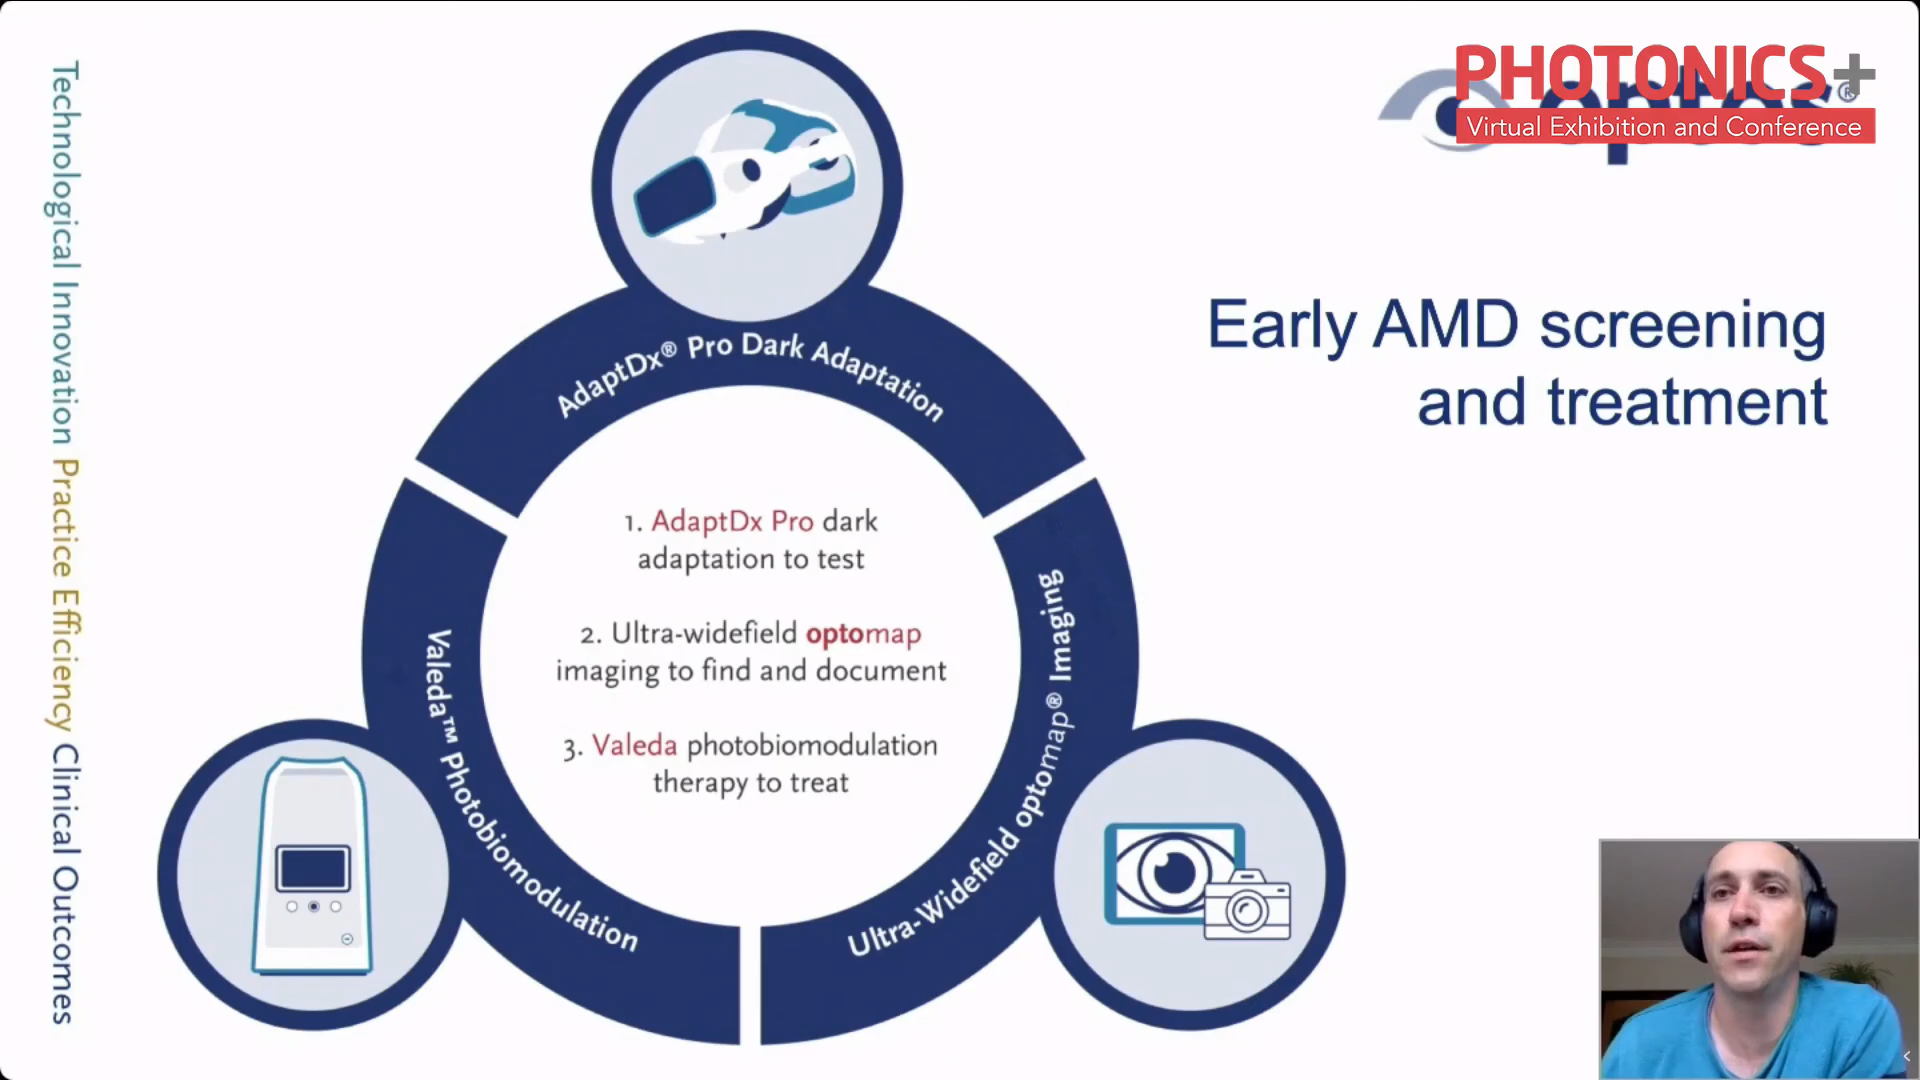 Technological Innovation Practice Efficiency Clinical Outcomes
PHOTONICS+
Virtual Exhibition and Conference
optos®
Early AMD screening
and treatment
AdaptDx® Pro Dark Adaptation
1. AdaptDx Pro dark
adaptation to test
2. Ultra-widefield optomap
imaging to find and document
3. Valeda photobiomodulation
therapy to treat
Valeda™ Photobiomodulation
Ultra-Widefield optomap® Imaging